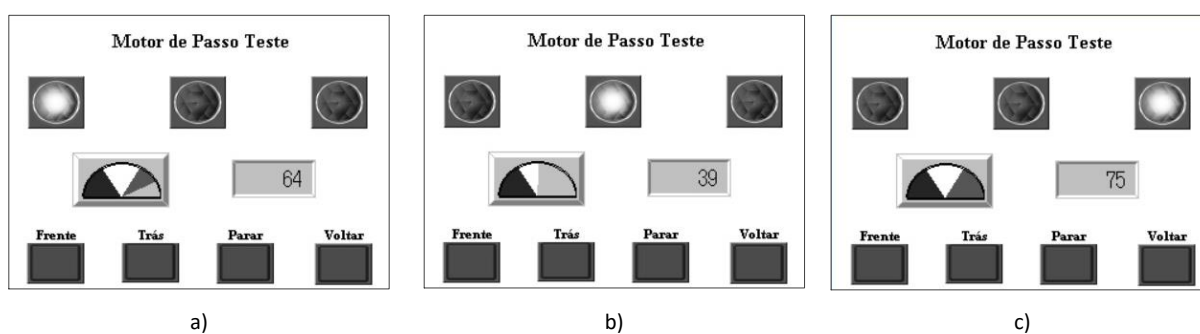 Motor de Passo Teste
64
Frente Trás Parar Voltar
a)
Motor de Passo Teste
39
Frente Trás Parar Voltar
b)
Motor de Passo Teste
75
Frente Trás Parar Voltar
c)